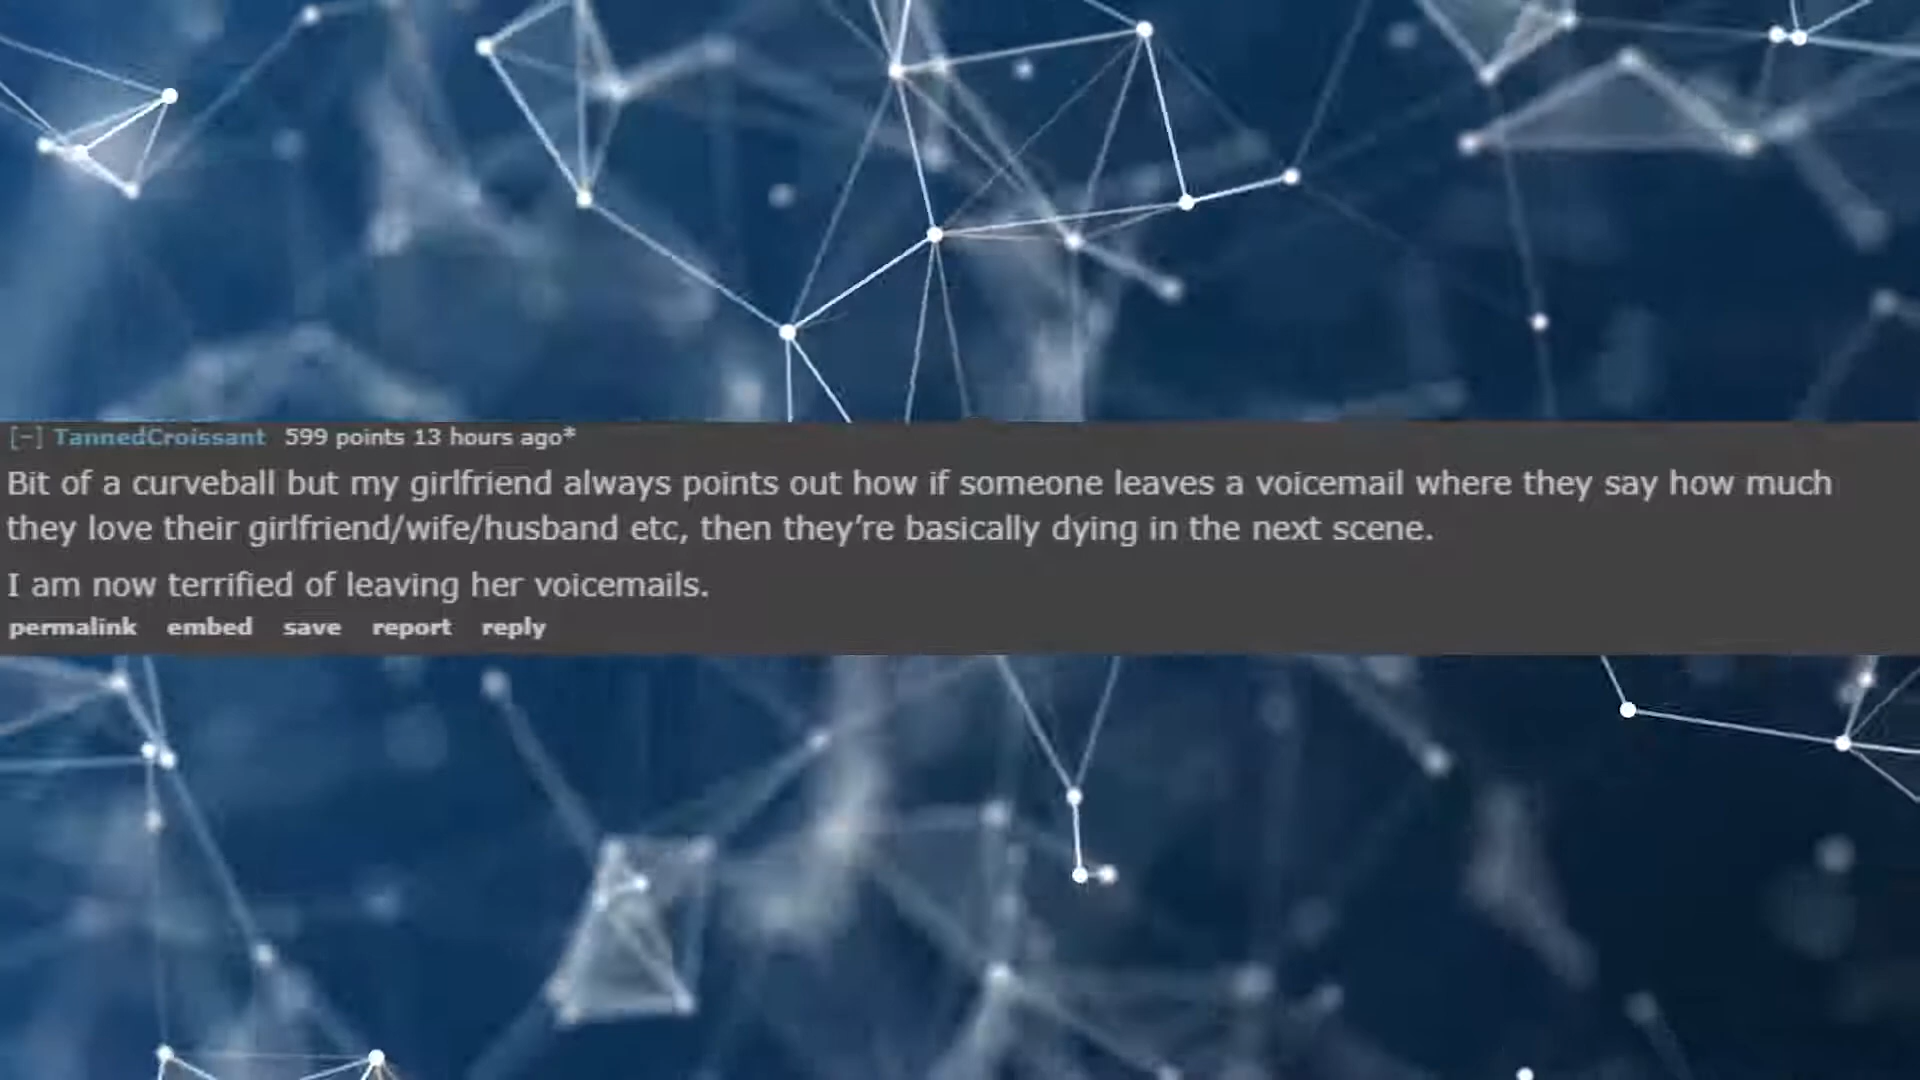 [–] TannedCroissant 599 points 13 hours ago*
Bit of a curveball but my girlfriend always points out how if someone leaves a voicemail where they say how much
they love their girlfriend/wife/husband etc, then they’re basically dying in the next scene.
I am now terrified of leaving her voicemails.
permalink embed save report reply